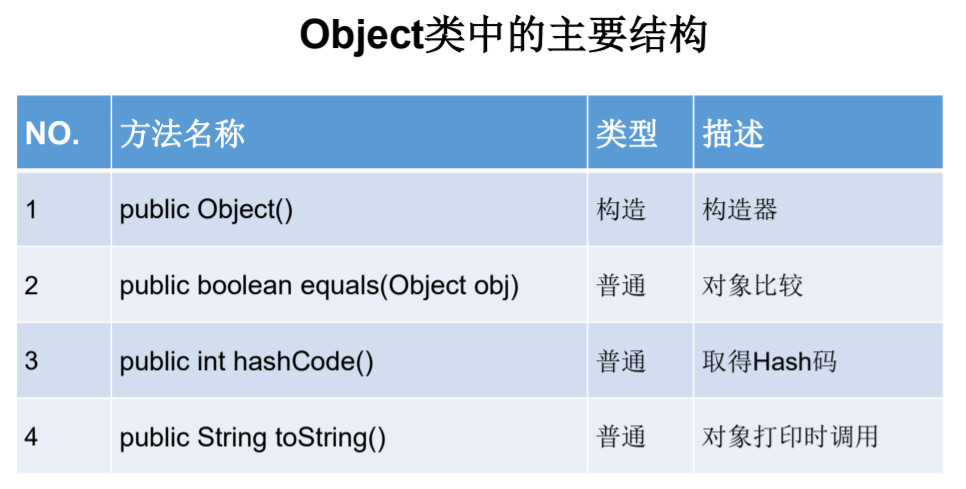 Object类中的主要结构
NO. 方法名称 类型 描述
1 public Object() 构造 构造器
2 public boolean equals(Object obj) 普通 对象比较
3 public int hashCode() 普通 取得Hash码
4 public String toString() 普通 对象打印时调用